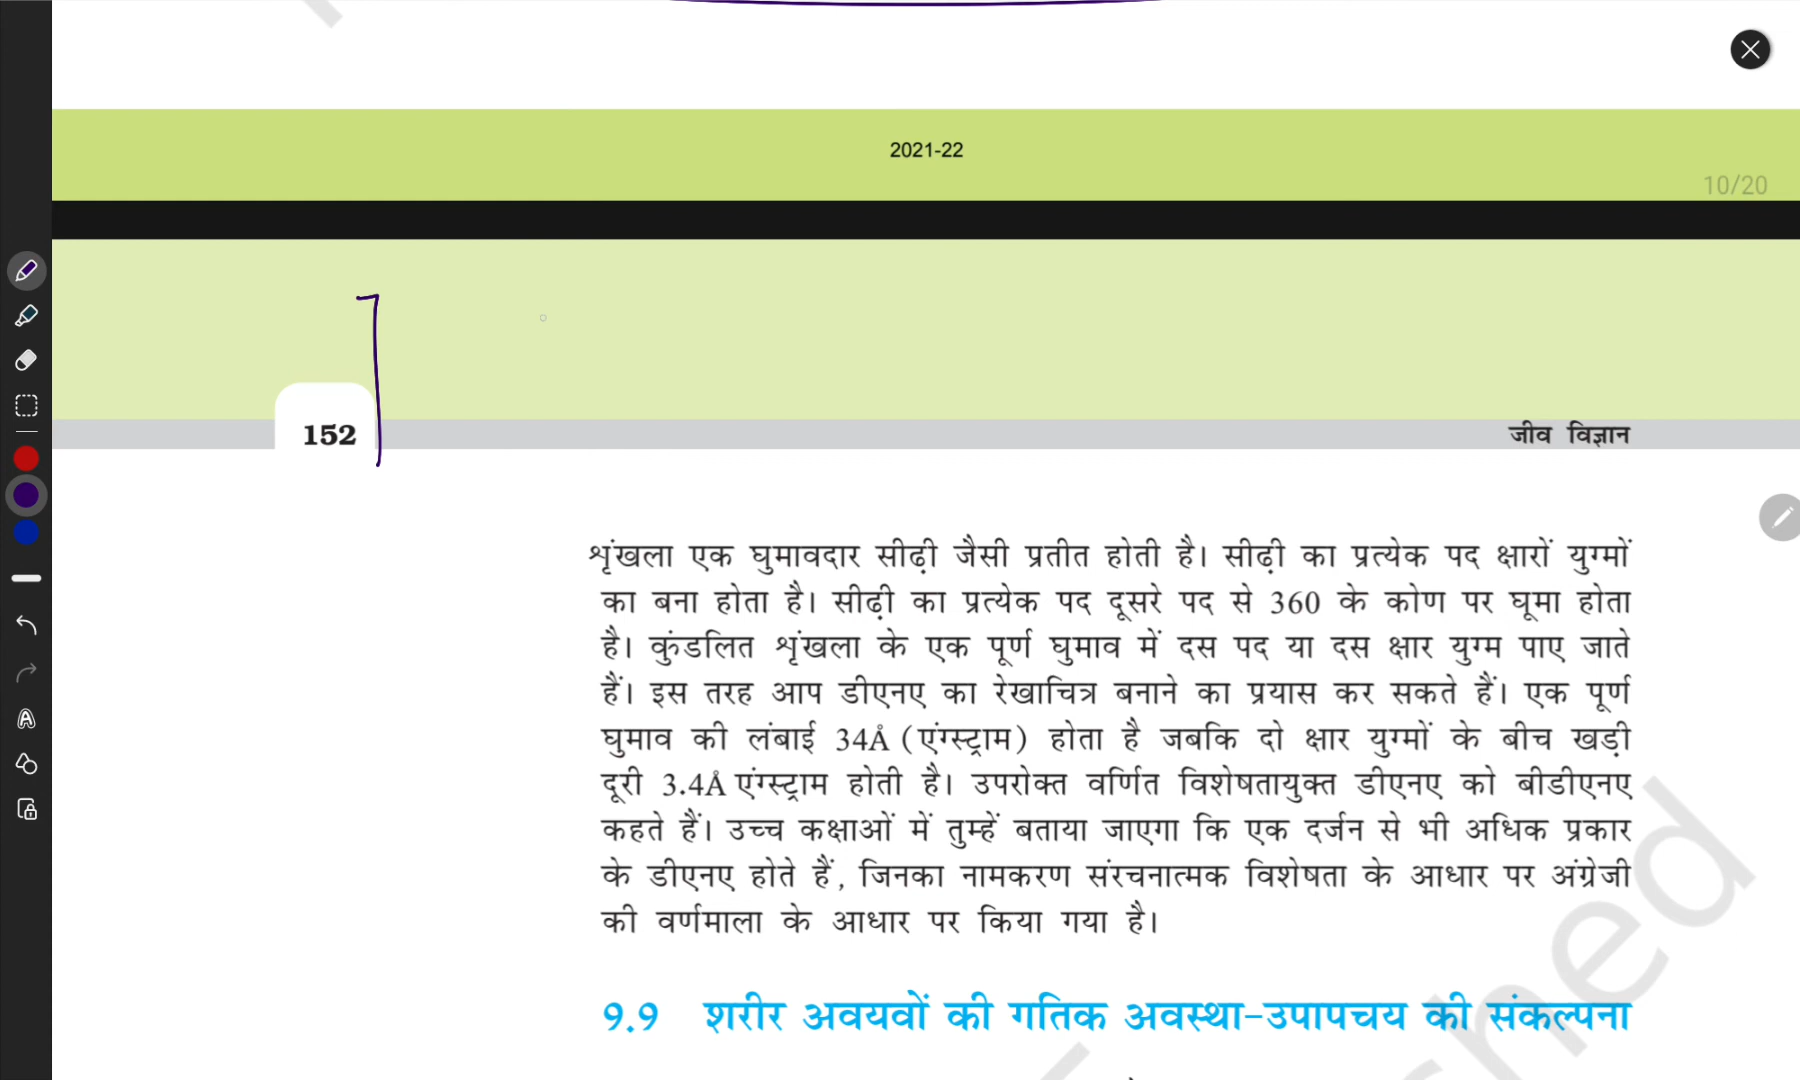 2021-22
10/20
152
जीव विज्ञान
शृंखला एक घुमावदार सीढ़ी जैसी प्रतीत होती है। सीढ़ी का प्रत्येक पद क्षारों युग्मों
का बना होता है। सीढ़ी का प्रत्येक पद दूसरे पद से 360 के कोण पर घूमा होता
है। कुंडलित शृंखला के एक पूर्ण घुमाव में दस पद या दस क्षार युग्म पाए जाते
हैं। इस तरह आप डीएनए का रेखाचित्र बनाने का प्रयास कर सकते हैं। एक पूर्ण
घुमाव की लंबाई 34Å (एंग्स्ट्राम) होता है जबकि दो क्षार युग्मों के बीच खड़ी
दूरी 3.4Å एंग्स्ट्राम होती है। उपरोक्त वर्णित विशेषतायुक्त डीएनए को बीडीएनए
कहते हैं। उच्च कक्षाओं में तुम्हें बताया जाएगा कि एक दर्जन से भी अधिक प्रकार
के डीएनए होते हैं, जिनका नामकरण संरचनात्मक विशेषता के आधार पर अंग्रेजी
की वर्णमाला के आधार पर किया गया है।
9.9 शरीर अवयवों की गतिक अवस्था-उपापचय की संकल्पना